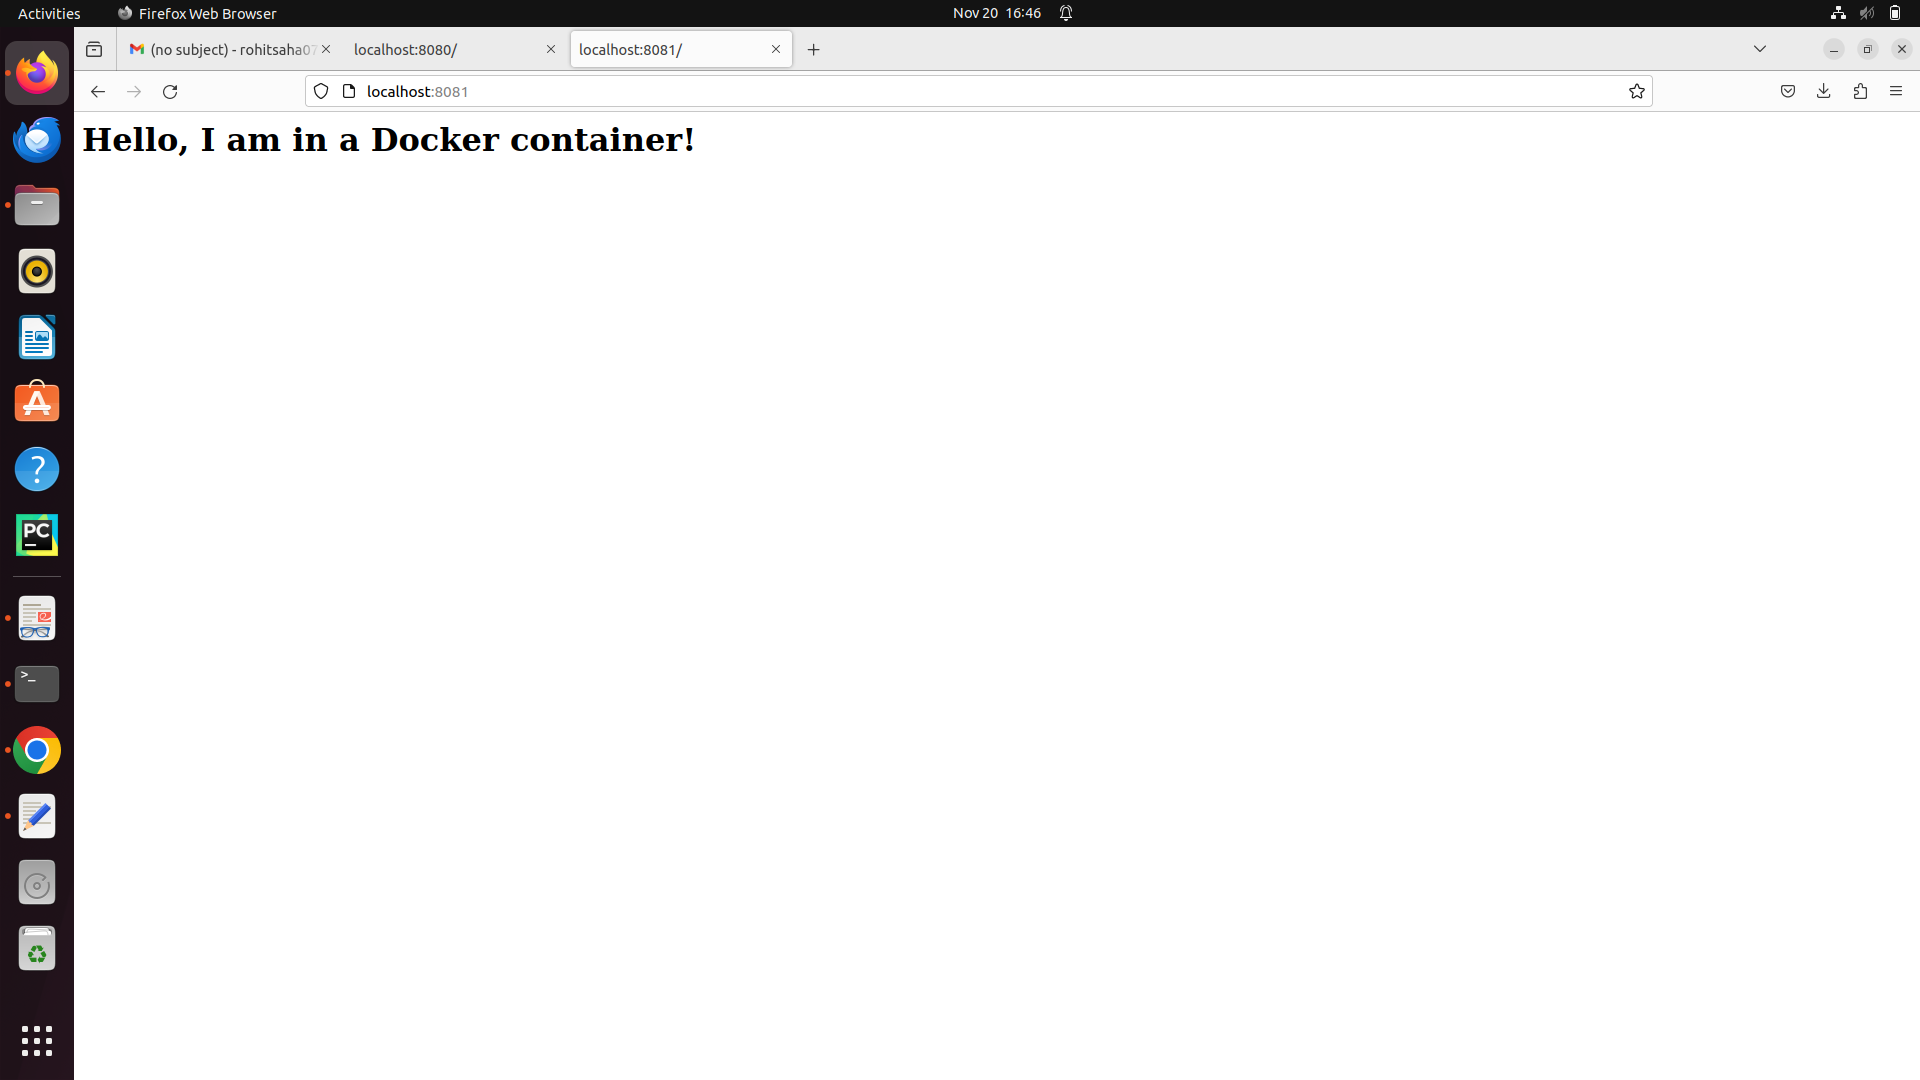 Activities
Firefox Web Browser
Nov 20 16:46
(no subject) - rohitsaha07
localhost:8080/
localhost:8081/
localhost:8081
Hello, I am in a Docker container!
A
?
PC
>_